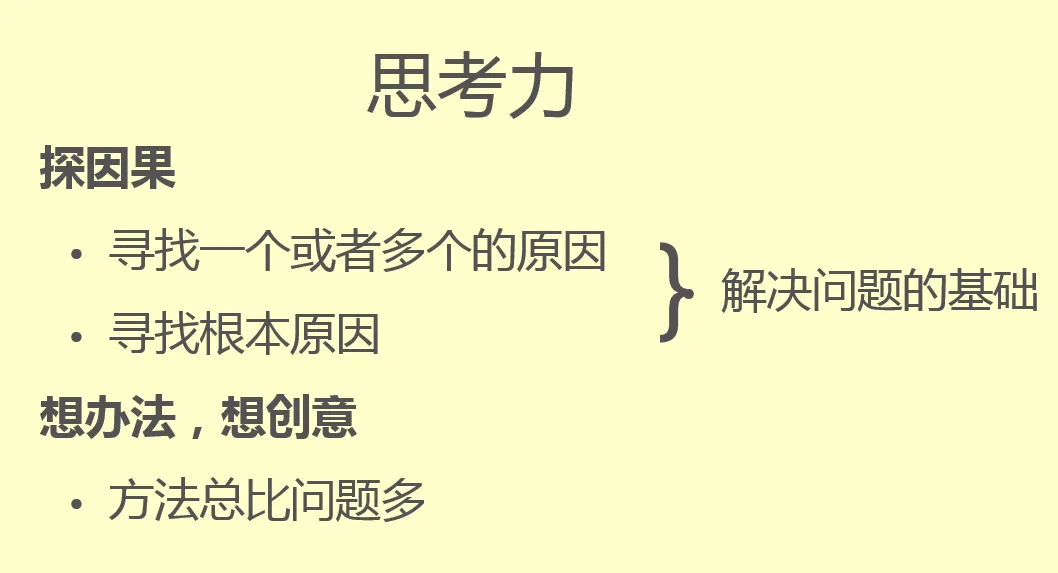 思考力
探因果
• 寻找一个或者多个的原因
• 寻找根本原因
} 解决问题的基础
想办法，想创意
• 方法总比问题多